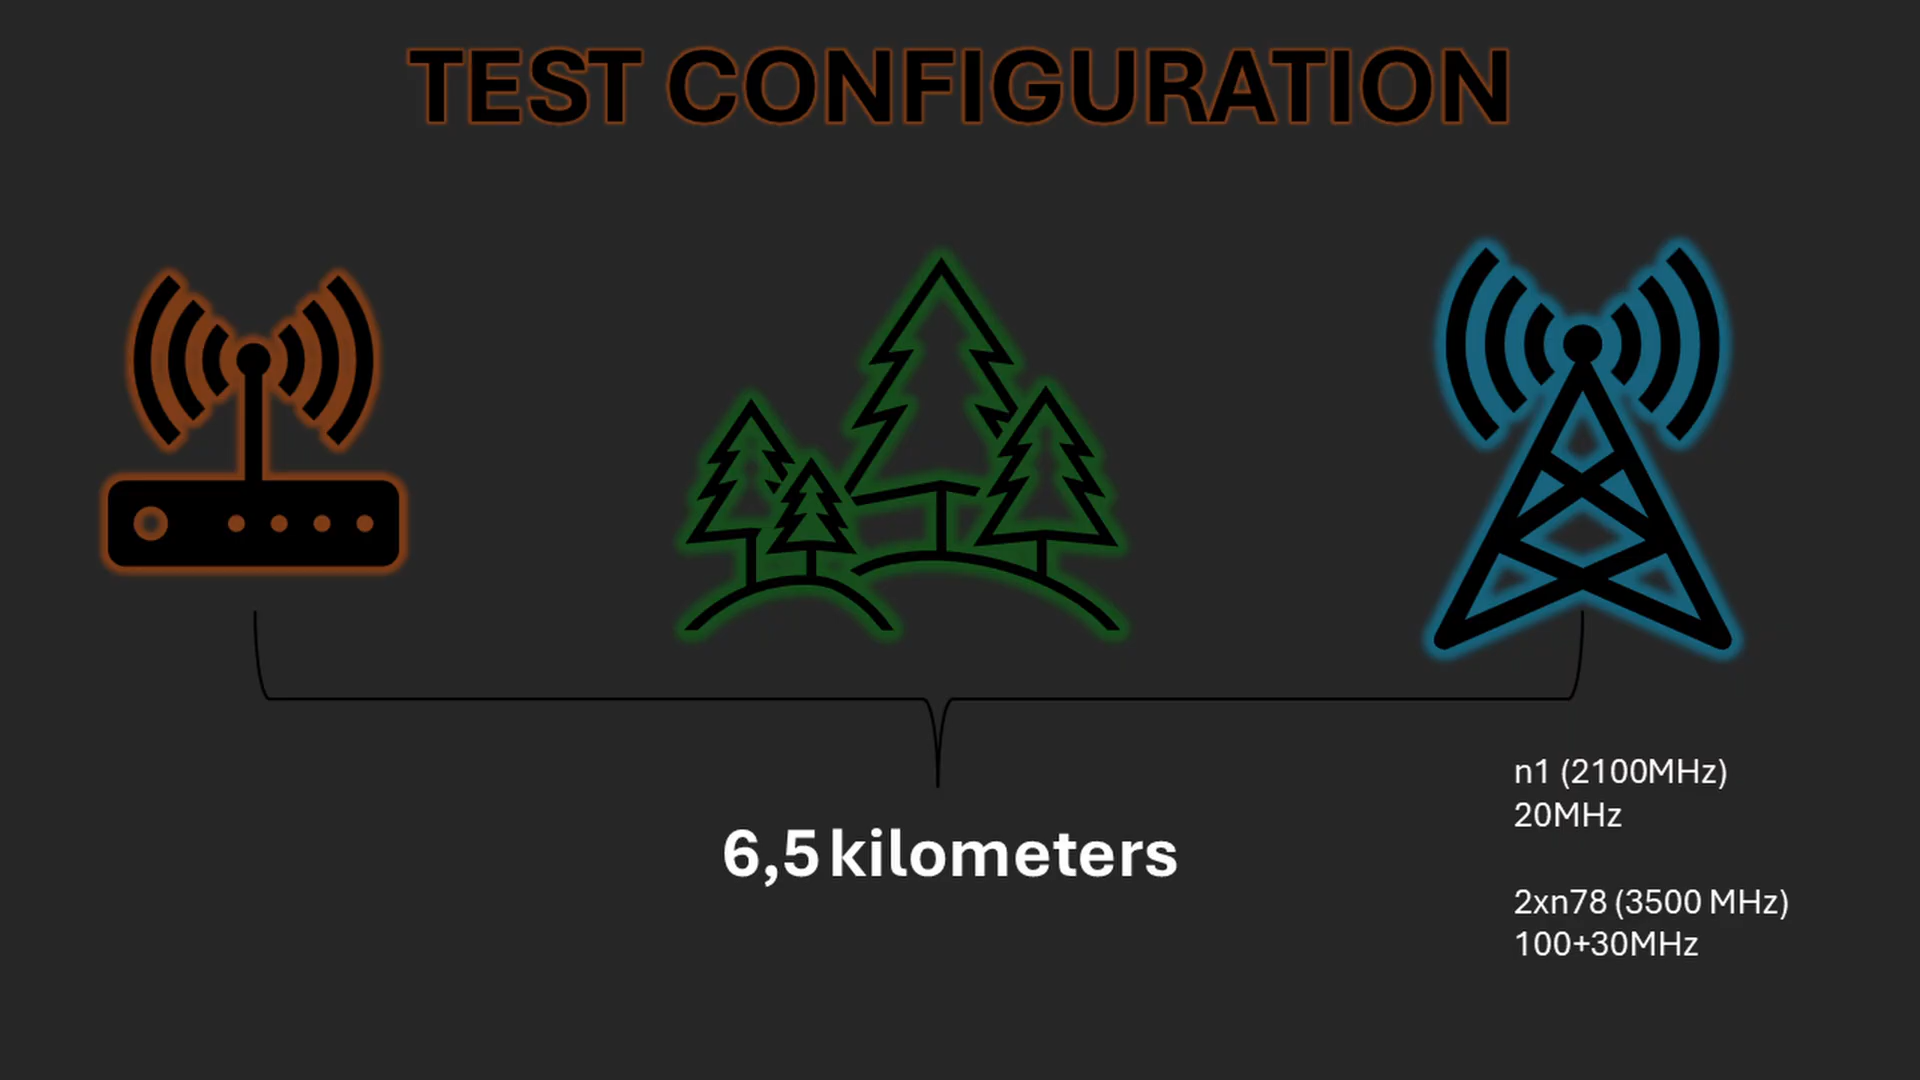 TEST CONFIGURATION
6,5 kilometers
n1 (2100MHz)
20MHz
2xn78 (3500 MHz)
100+30MHz